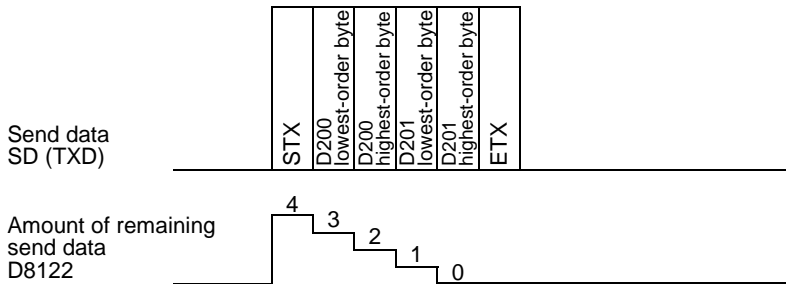 STX
D200
lowest-order byte
D200
highest-order byte
D201
lowest-order byte
D201
highest-order byte
ETX
Send data
SD (TXD)
4
3
2
1
0
Amount of remaining
send data
D8122